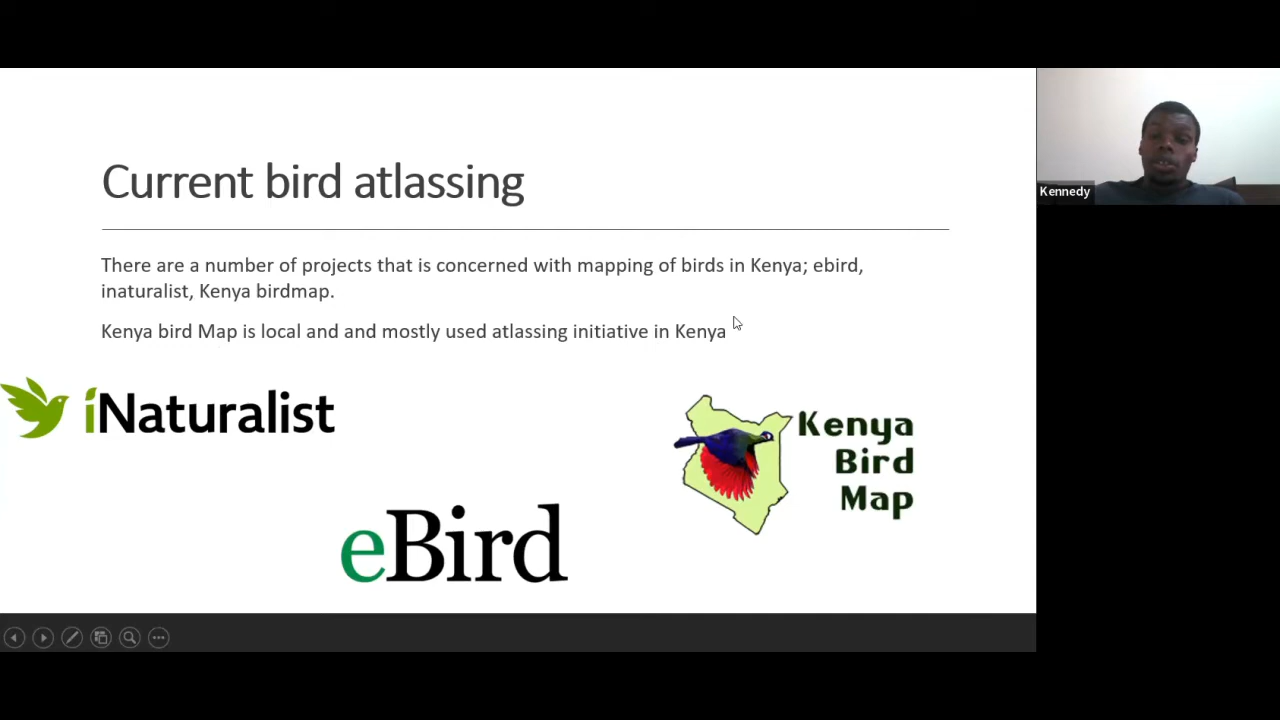 Current bird atlassing
There are a number of projects that is concerned with mapping of birds in Kenya; ebird,
inaturalist, Kenya birdmap.
Kenya bird Map is local and and mostly used atlassing initiative in Kenya
iNaturalist
eBird
Kenya
Bird
Map
Kennedy